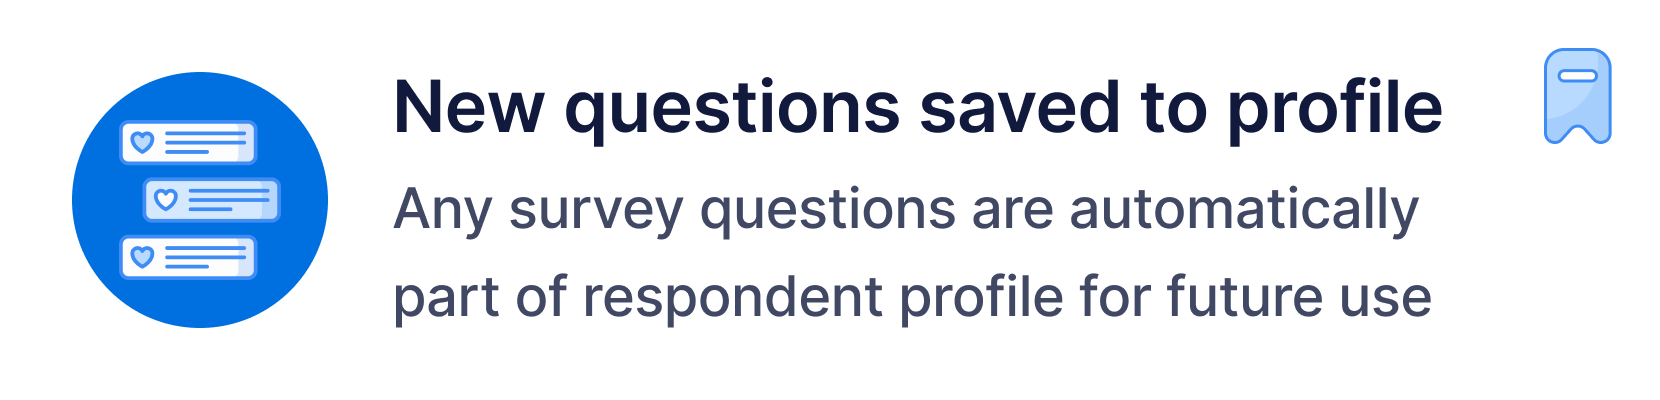 New questions saved to profile
Any survey questions are automatically
part of respondent profile for future use